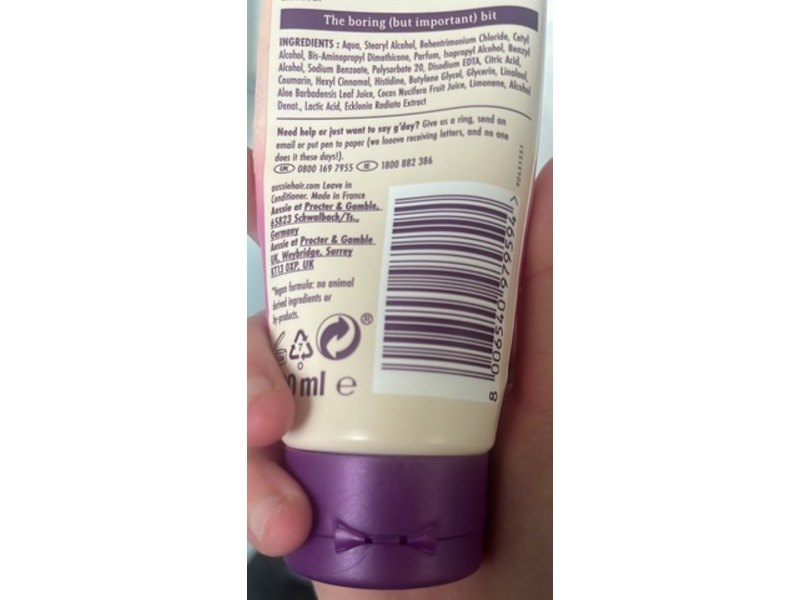 The boring (but important) bit
INGREDIENTS : Aqua, Stearyl Alcohol, Behentrimonium Chloride, Cetyl
Alcohol, Bis-Aminopropyl Dimethicone, Parfum, Isopropyl Alcohol, Benzyl
Alcohol, Sodium Benzoate, Polysorbate 20, Disodium EDTA, Citric Acid,
Coumarin, Hexyl Cinnamal, Histidine, Butylene Glycol, Glycerin, Linalool,
Aloe Barbadensis Leaf Juice, Cocos Nucifera Fruit Juice, Limonene, Alcohol
Denat., Lactic Acid, Ecklonia Radiata Extract
Need help or just want to say g'day? Give us a ring, send an
email or put pen to paper (we looove receiving letters, and no one
does it these days!).
UK 0800 169 7955 IE 1800 882 386
aussiehair.com Leave in
Conditioner. Made in France
Aussie at Procter & Gamble,
65823 Schwalbach/Ts.,
Germany
Aussie at Procter & Gamble
UK, Weybridge, Surrey
KT13 0XP, UK
*Vegan formula: no animal
derived ingredients or
by-products.
7
O
®
0ml e
8 006540 979594 >